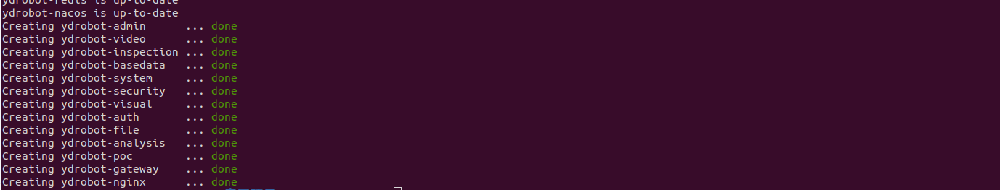 ydrobot-redis is up-to-date
ydrobot-nacos is up-to-date
Creating ydrobot-admin      ... done
Creating ydrobot-video      ... done
Creating ydrobot-inspection ... done
Creating ydrobot-basedata   ... done
Creating ydrobot-system     ... done
Creating ydrobot-security   ... done
Creating ydrobot-visual     ... done
Creating ydrobot-auth       ... done
Creating ydrobot-file       ... done
Creating ydrobot-analysis   ... done
Creating ydrobot-poc        ... done
Creating ydrobot-gateway    ... done
Creating ydrobot-nginx      ... done